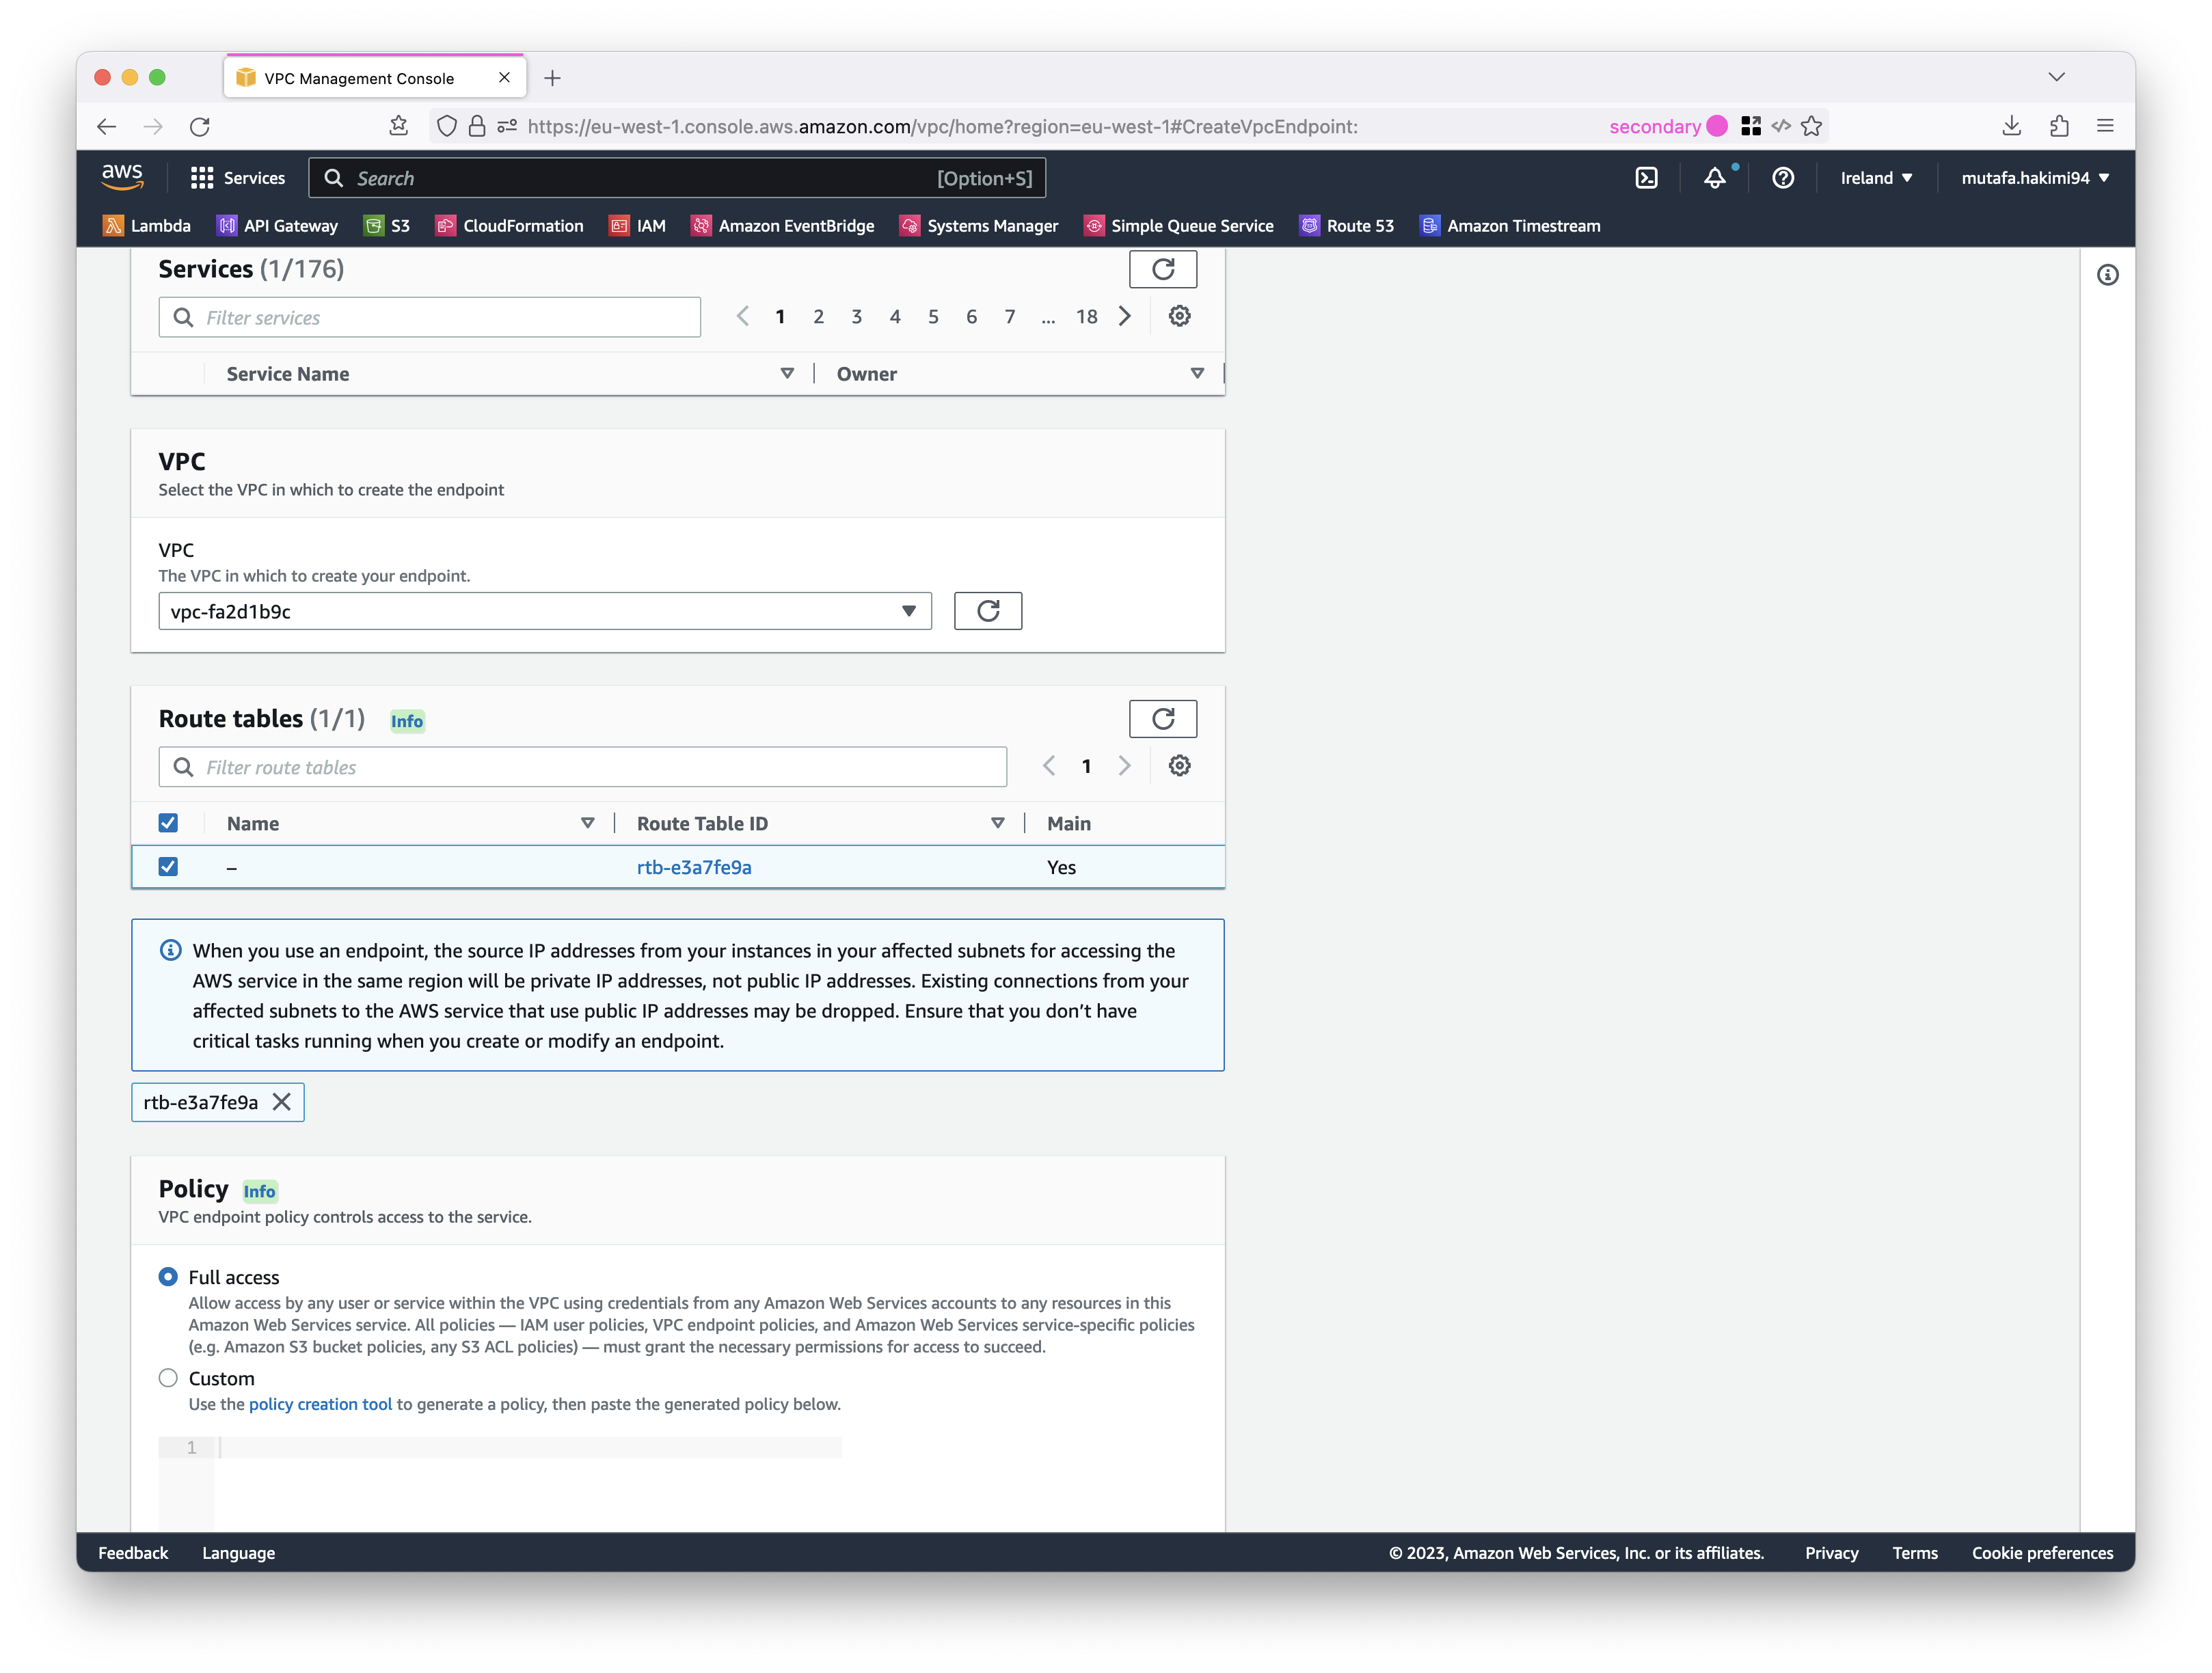 VPC Management Console
https://eu-west-1.console.aws.amazon.com/vpc/home?region=eu-west-1#CreateVpcEndpoint:
secondary
aws
Services
Search
[Option+S]
Ireland
mutafa.hakimi94
Lambda
API Gateway
S3
CloudFormation
IAM
Amazon EventBridge
Systems Manager
Simple Queue Service
Route 53
Amazon Timestream
Services (1/176)
Filter services
1 2 3 4 5 6 7 ... 18
Service Name
Owner
VPC
Select the VPC in which to create the endpoint
VPC
The VPC in which to create your endpoint.
vpc-fa2d1b9c
Route tables (1/1) Info
Filter route tables
1
Name
Route Table ID
Main
–
rtb-e3a7fe9a
Yes
When you use an endpoint, the source IP addresses from your instances in your affected subnets for accessing the
AWS service in the same region will be private IP addresses, not public IP addresses. Existing connections from your
affected subnets to the AWS service that use public IP addresses may be dropped. Ensure that you don’t have
critical tasks running when you create or modify an endpoint.
rtb-e3a7fe9a
Policy Info
VPC endpoint policy controls access to the service.
Full access
Allow access by any user or service within the VPC using credentials from any Amazon Web Services accounts to any resources in this
Amazon Web Services service. All policies — IAM user policies, VPC endpoint policies, and Amazon Web Services service-specific policies
(e.g. Amazon S3 bucket policies, any S3 ACL policies) — must grant the necessary permissions for access to succeed.
Custom
Use the policy creation tool to generate a policy, then paste the generated policy below.
1
Feedback
Language
© 2023, Amazon Web Services, Inc. or its affiliates.
Privacy
Terms
Cookie preferences